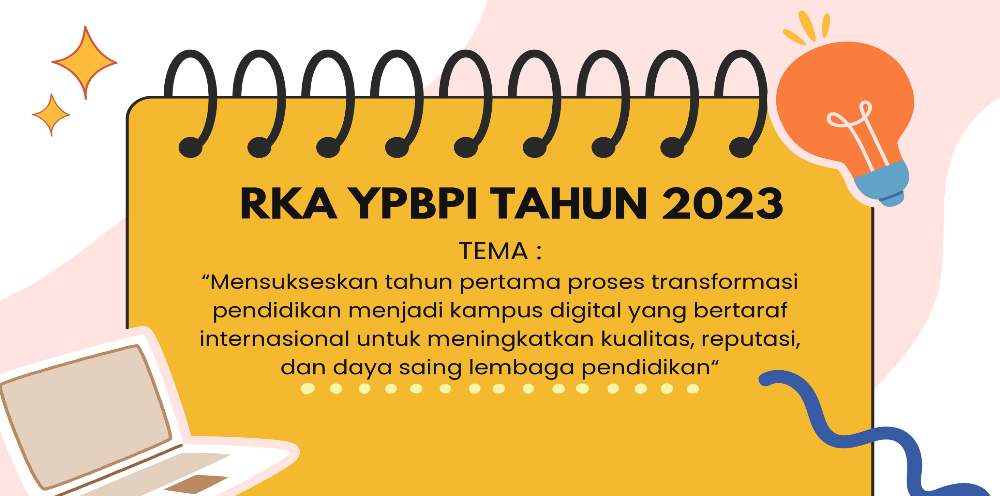 RKA YPBPI TAHUN 2023
TEMA :
“Mensukseskan tahun pertama proses transformasi
pendidikan menjadi kampus digital yang bertaraf
internasional untuk meningkatkan kualitas, reputasi,
dan daya saing lembaga pendidikan“